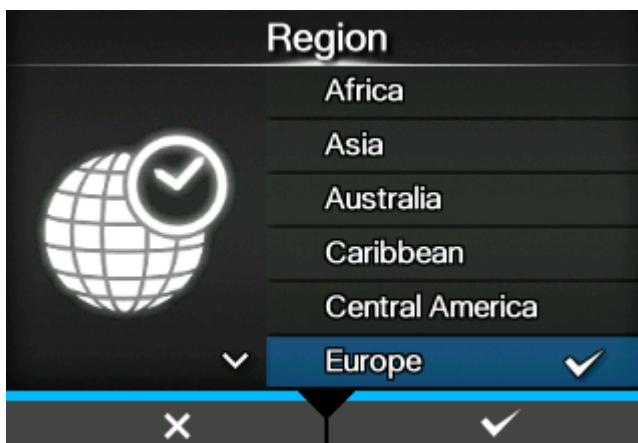 Region
Africa
Asia
Australia
Caribbean
Central America
Europe